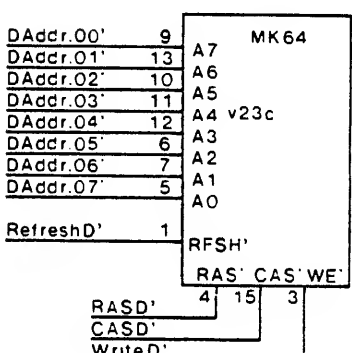 MK64
DAddr.00' 9 A7
DAddr.01' 13 A6
DAddr.02' 10 A5
DAddr.03' 11 A4 v23c
DAddr.04' 12 A3
DAddr.05' 6 A2
DAddr.06' 7 A1
DAddr.07' 5 A0
RefreshD' 1 RFSH'
RAS' CAS' WE'
4 15 3
RASD'
CASD'
WriteD'